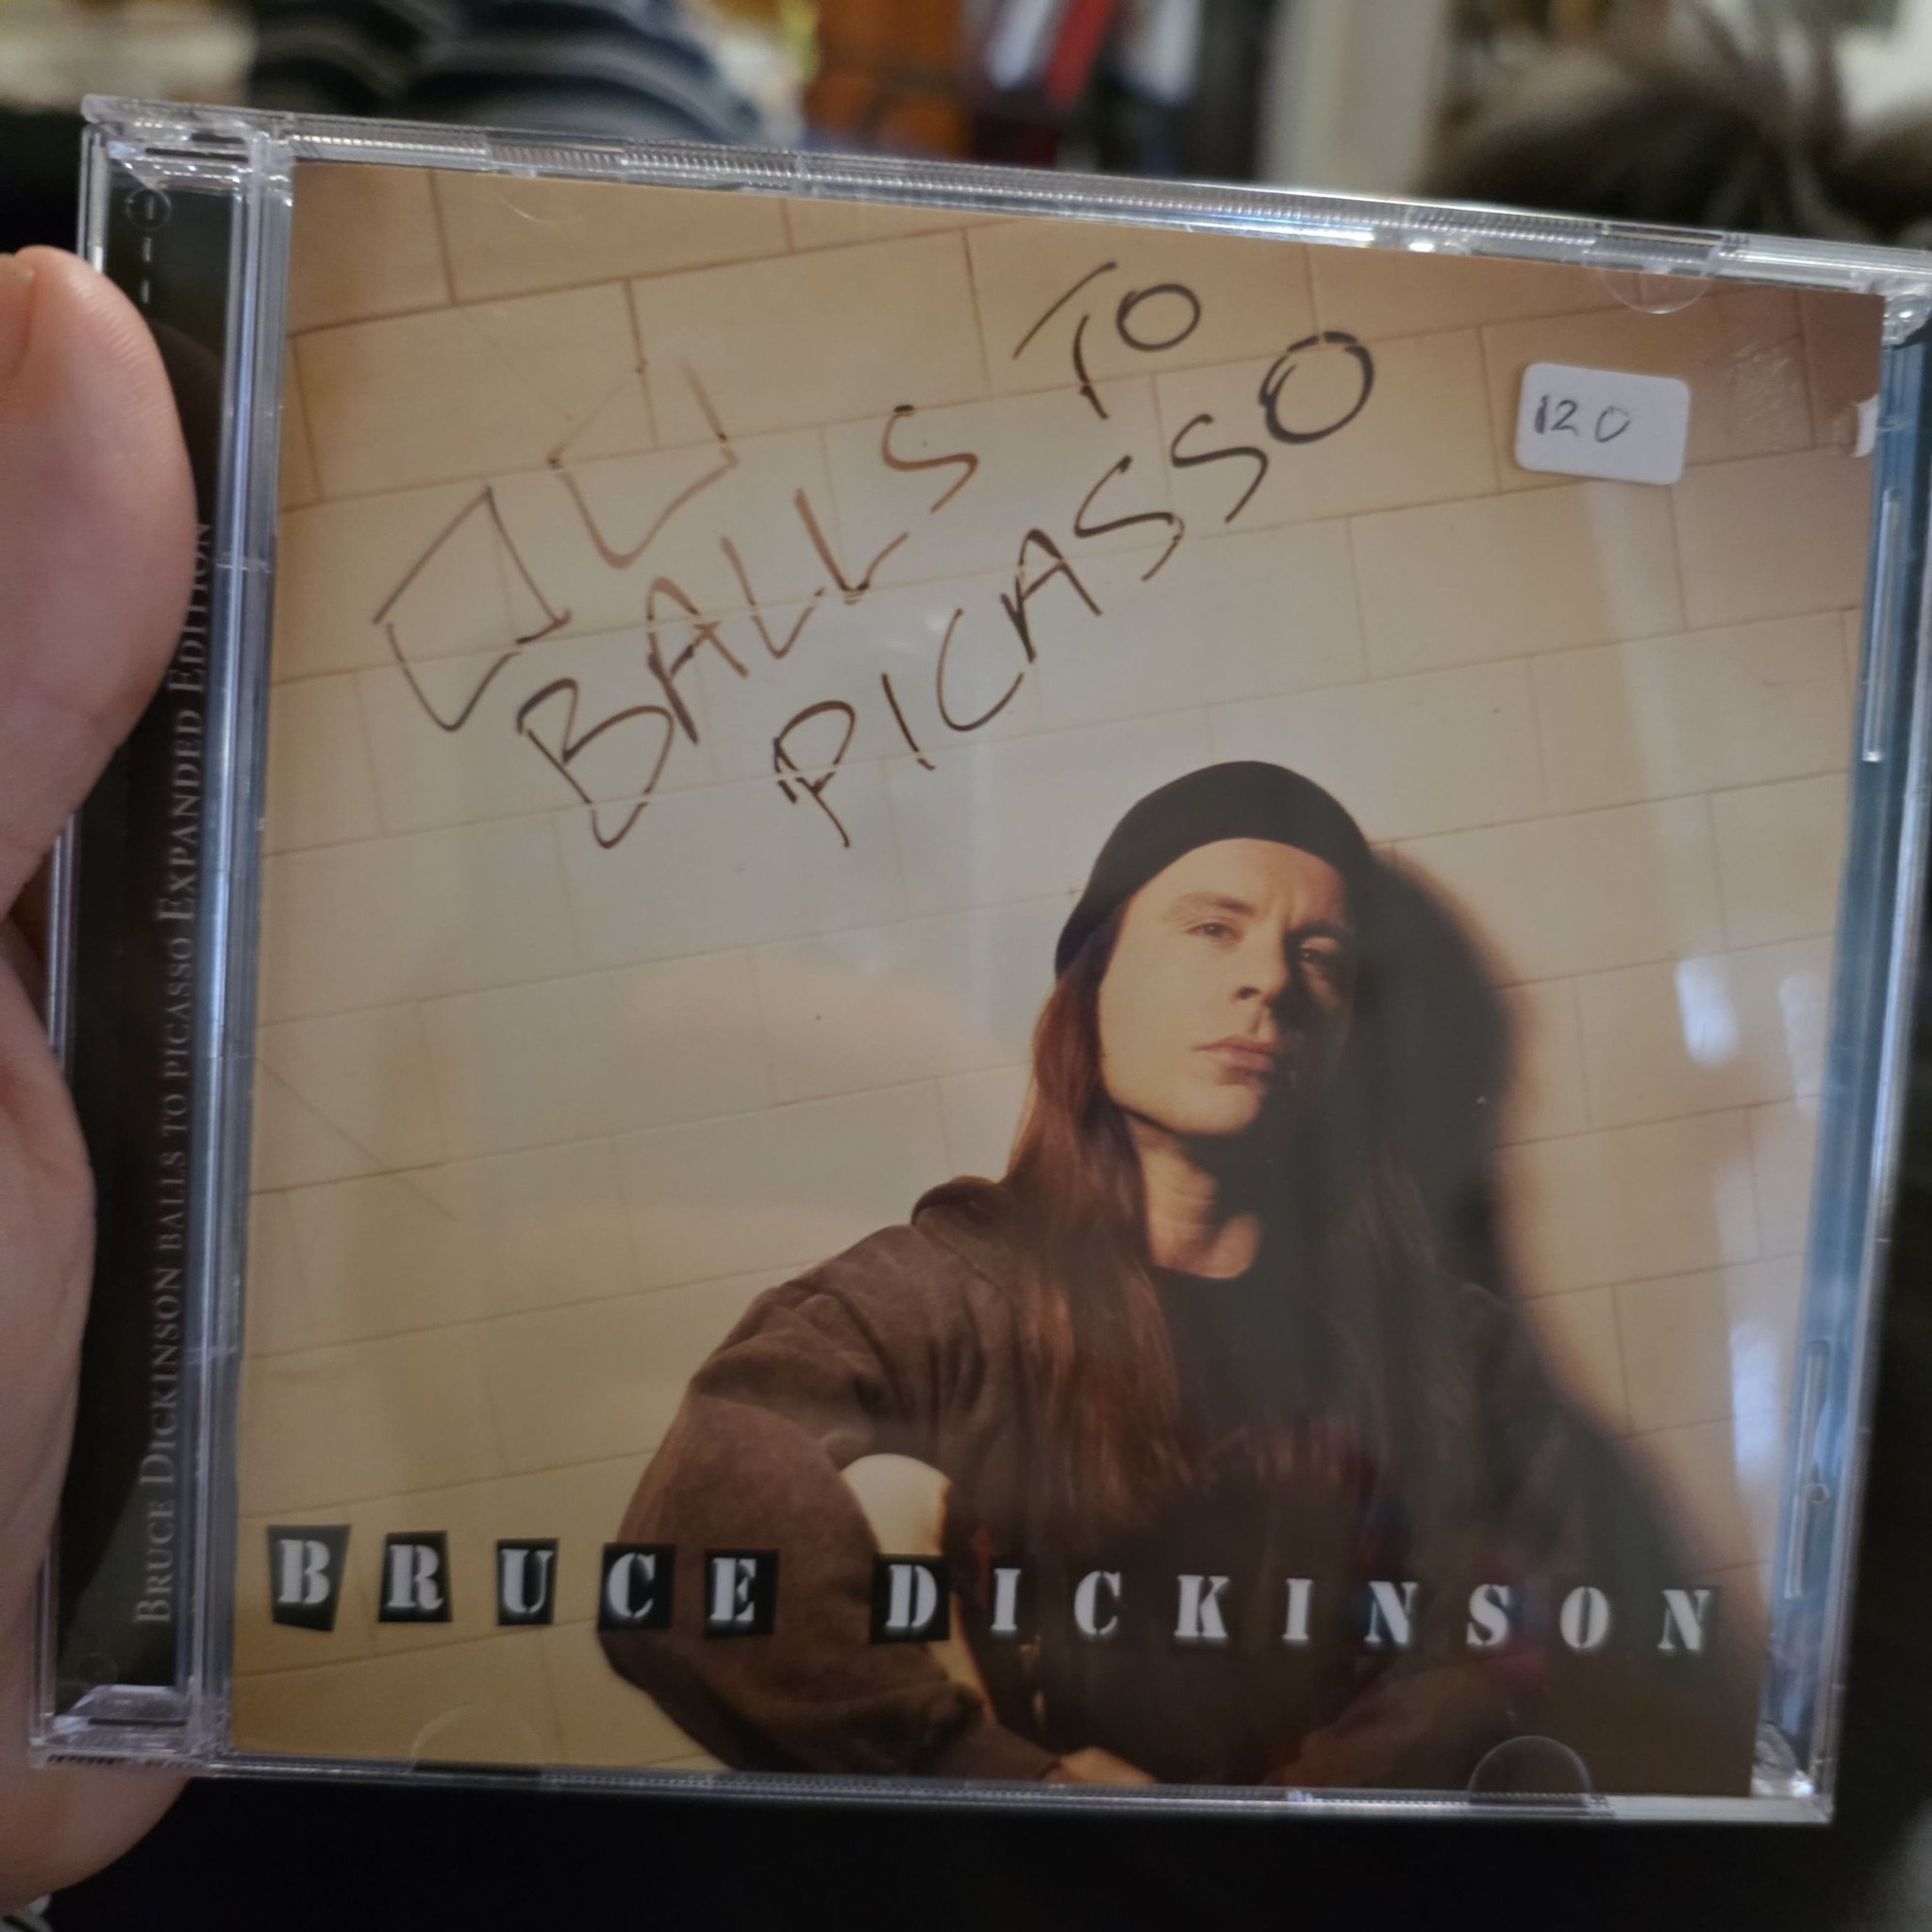 BALLS TO
PICASSO
120
BRUCE DICKINSON
BRUCE DICKINSON BALLS TO PICASSO EXPANDED EDITION